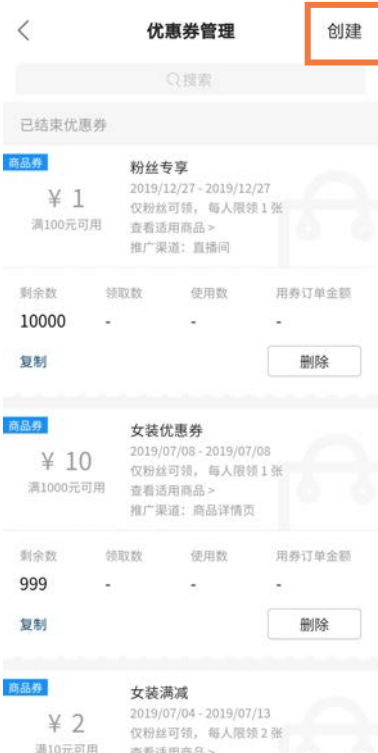 优惠券管理 创建
搜索
已结束优惠券
商品券
粉丝专享
¥ 1
满100元可用
2019/12/27 - 2019/12/27
仅粉丝可领， 每人限领 1 张
查看适用商品 >
推广渠道：直播间
剩余数 领取数 使用数 用券订单金额
10000 - - -
复制 删除
商品券
女装优惠券
¥ 10
满1000元可用
2019/07/08 - 2019/07/08
仅粉丝可领， 每人限领 1 张
查看适用商品 >
推广渠道：商品详情页
剩余数 领取数 使用数 用券订单金额
999 - - -
复制 删除
商品券
女装满减
¥ 2
满10元可用
2019/07/04 - 2019/07/13
仅粉丝可领， 每人限领 2 张
查看适用商品 >